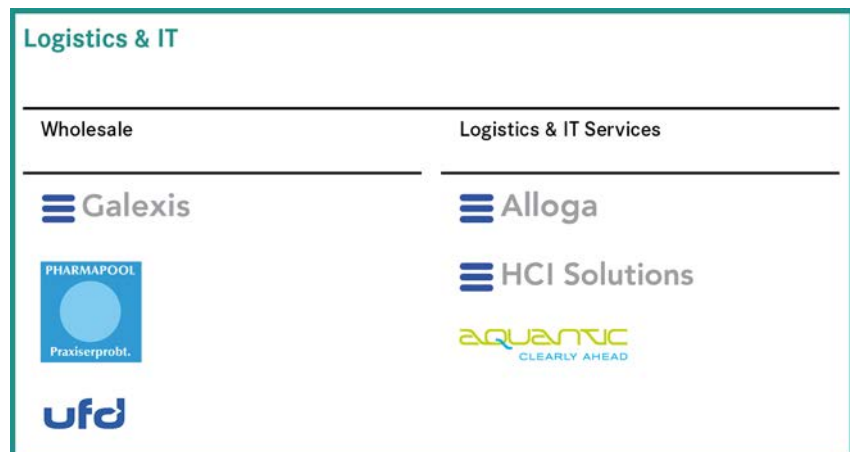 Logistics & IT
Wholesale
Galexis
PHARMAPOOL
Praxiserprobt.
ufd
Logistics & IT Services
Alloga
HCI Solutions
aquantic
CLEARLY AHEAD